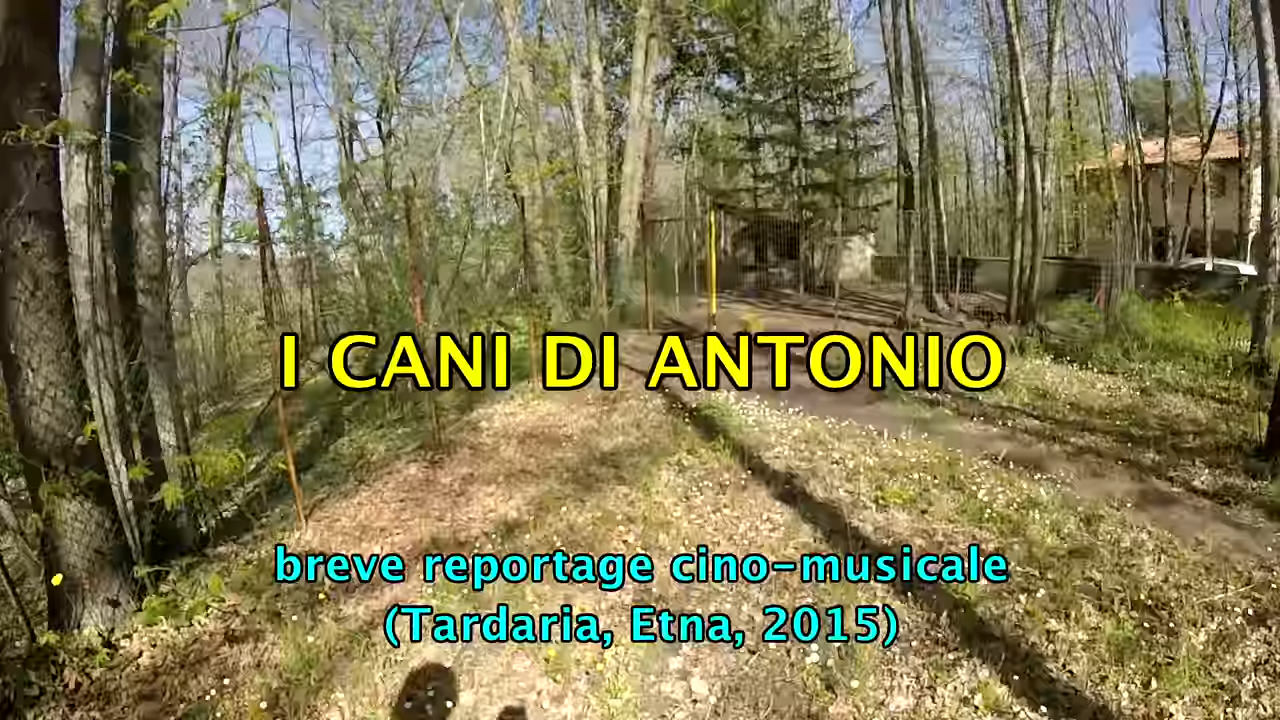 I CANI DI ANTONIO
breve reportage cino-musicale
(Tardaria, Etna, 2015)